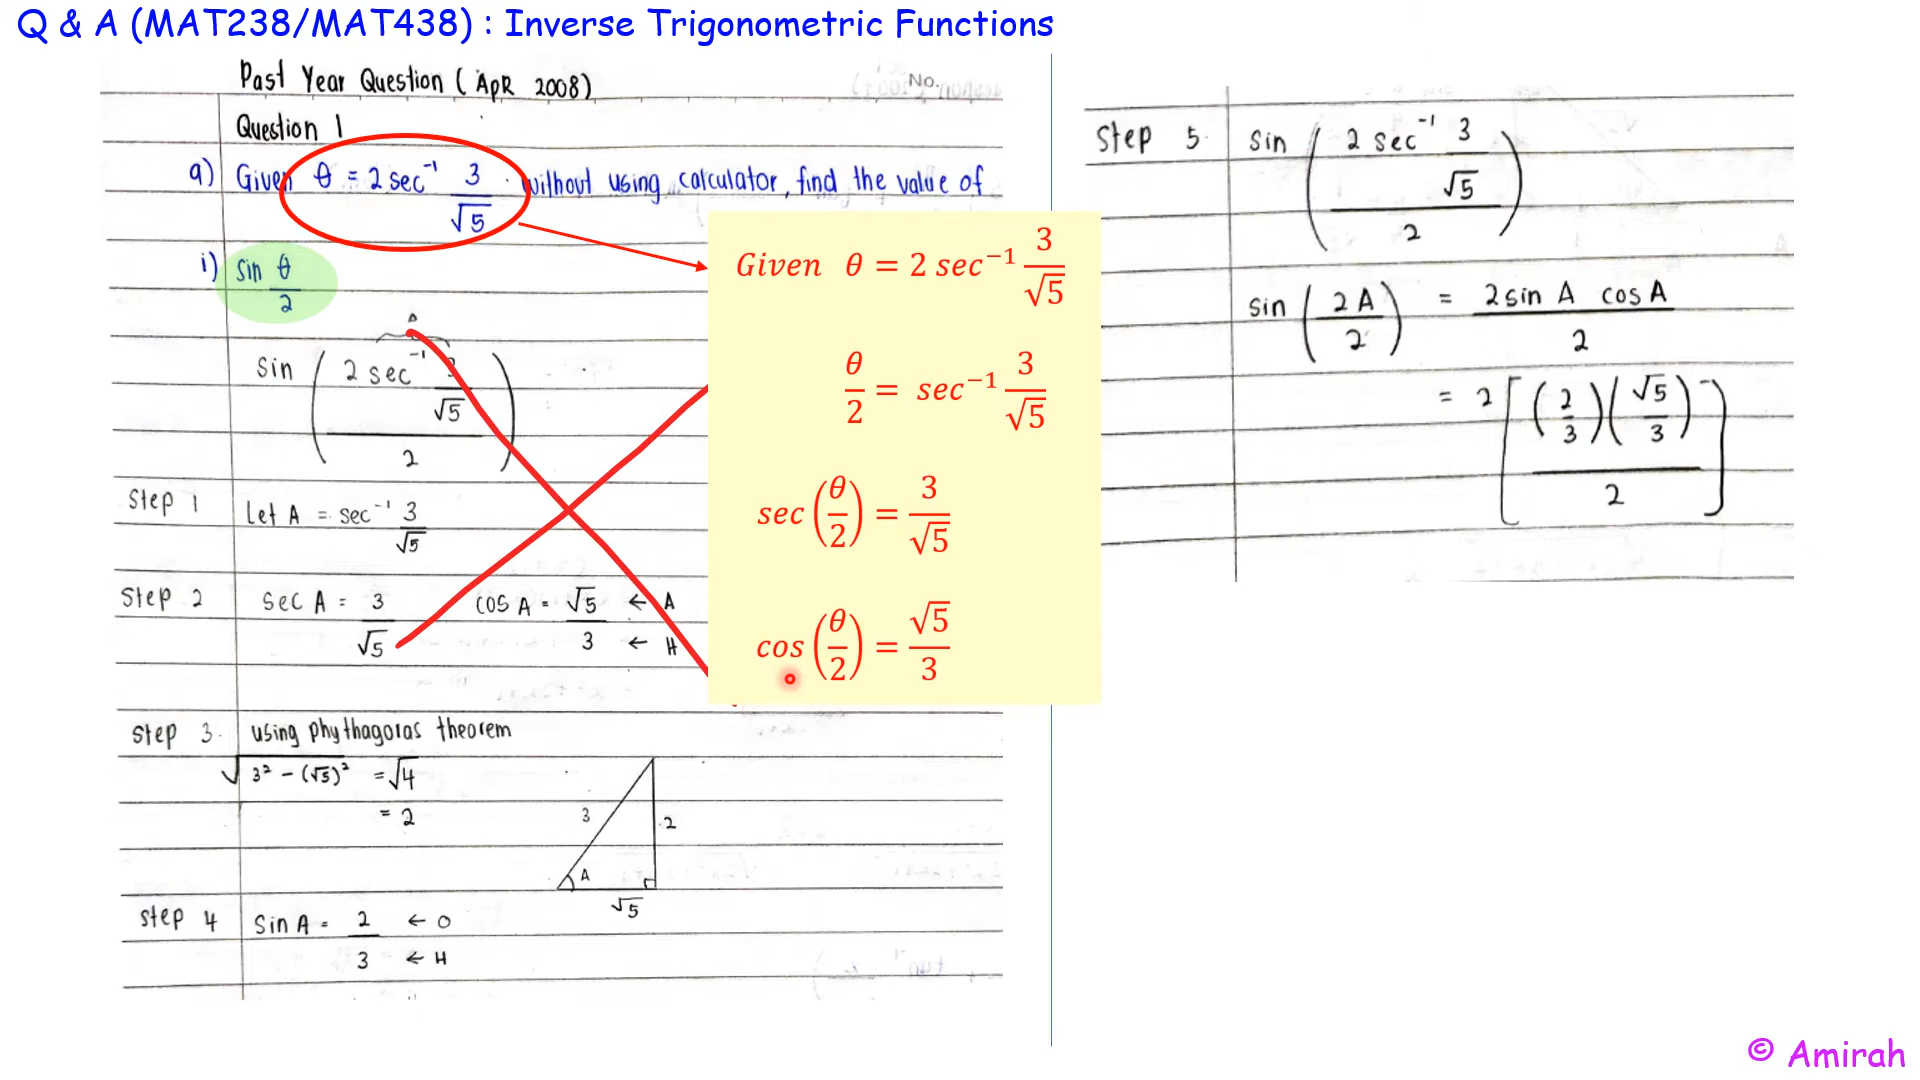 Q & A (MAT238/MAT438) : Inverse Trigonometric Functions
Past Year Question (APR 2008)
No.
Question 1
a) Given θ = 2 sec⁻¹ 3/√5 without using calculator, find the value of
i) sin θ/2
A
sin ( 2 sec⁻¹ 3/√5 / 2 )
Step 1 Let A = sec⁻¹ 3/√5
Step 2 sec A = 3/√5 cos A = √5 ← A
3 ← H
Step 3. using phythagoras theorem
√3² - (√5)² = √4
= 2
3
2
A
√5
Step 4 sin A = 2 ← O
3 ← H
Given θ = 2 sec⁻¹ 3/√5
θ/2 = sec⁻¹ 3/√5
sec (θ/2) = 3/√5
cos (θ/2) = √5/3
Step 5. sin ( 2 sec⁻¹ 3/√5 / 2 )
sin ( 2A / 2 ) = 2 sin A cos A / 2
= 2 [ (2/3)(√5/3) / 2 ]
© Amirah